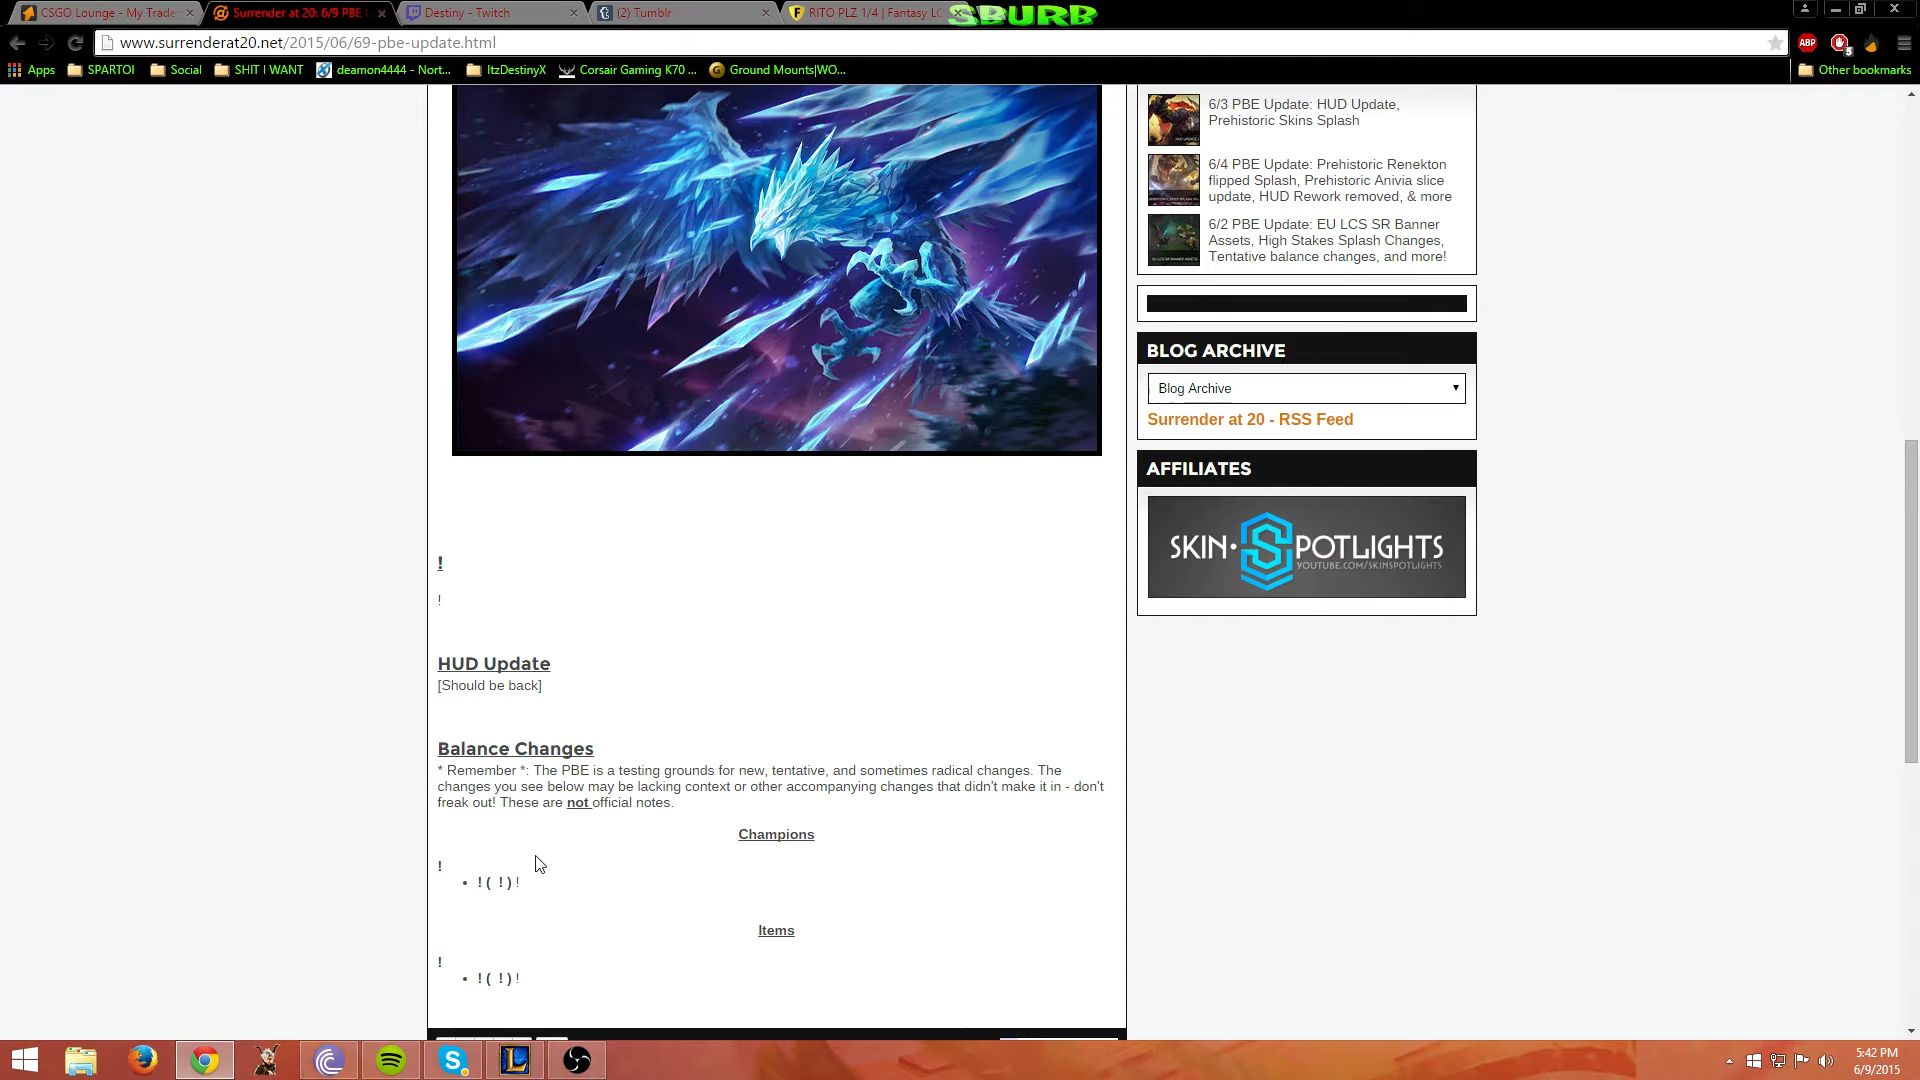 CSGO Lounge - My Trade
Surrender at 20: 6/9 PBE
Destiny - Twitch
(2) Tumblr
RITO PLZ 1/4 | Fantasy LC
SBURB
www.surrenderat20.net/2015/06/69-pbe-update.html
ABP
5
Apps
SPARTOI
Social
SHIT I WANT
deamon4444 - Nort...
ItzDestinyX
Corsair Gaming K70 ...
Ground Mounts|WO...
Other bookmarks
6/3 PBE Update: HUD Update,
Prehistoric Skins Splash
6/4 PBE Update: Prehistoric Renekton
flipped Splash, Prehistoric Anivia slice
update, HUD Rework removed, & more
6/2 PBE Update: EU LCS SR Banner
Assets, High Stakes Splash Changes,
Tentative balance changes, and more!
BLOG ARCHIVE
Blog Archive
Surrender at 20 - RSS Feed
AFFILIATES
SKIN·SPOTLIGHTS
YOUTUBE.COM/SKINSPOTLIGHTS
!
!
HUD Update
[Should be back]
Balance Changes
* Remember *: The PBE is a testing grounds for new, tentative, and sometimes radical changes. The
changes you see below may be lacking context or other accompanying changes that didn't make it in - don't
freak out! These are not official notes.
Champions
!
• ! ( !) !
Items
!
• ! ( !) !
5:42 PM
6/9/2015